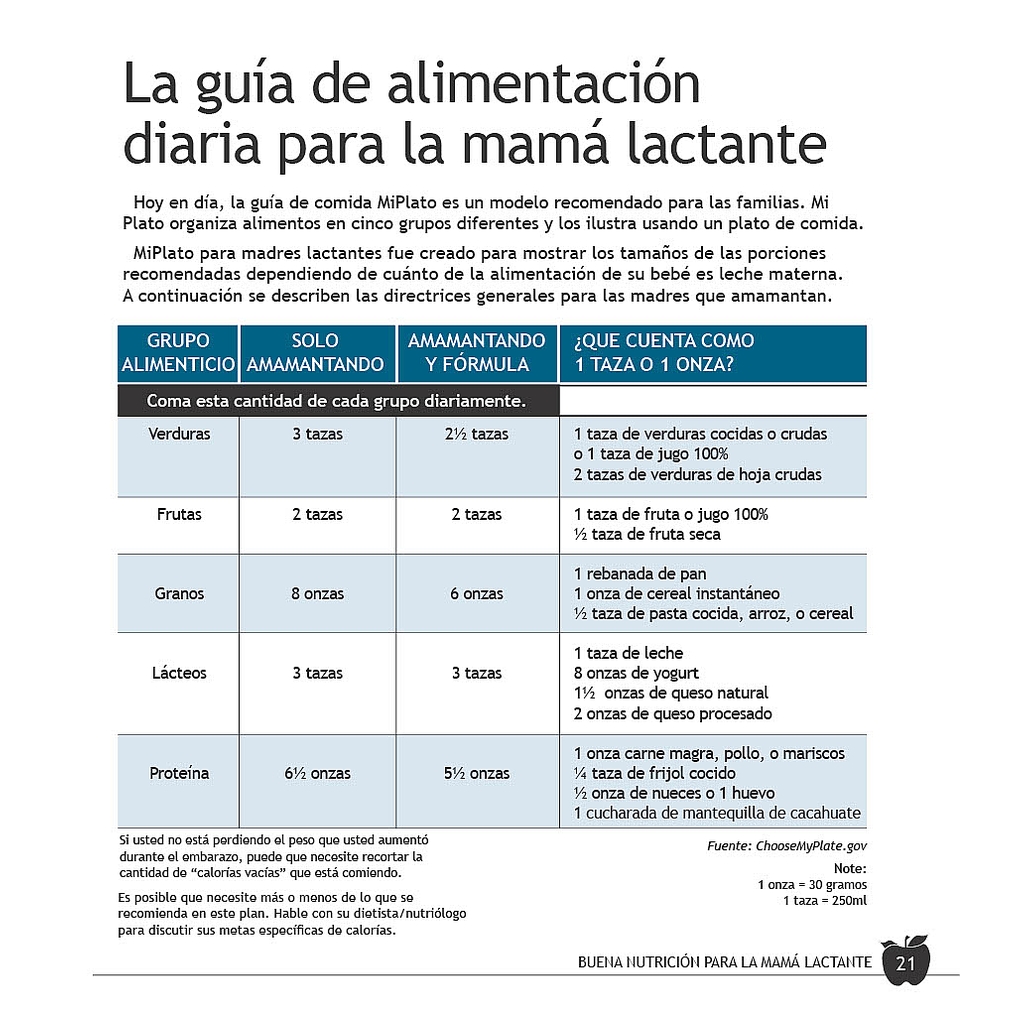 La guía de alimentación
diaria para la mamá lactante
Hoy en día, la guía de comida MiPlato es un modelo recomendado para las familias. Mi
Plato organiza alimentos en cinco grupos diferentes y los ilustra usando un plato de comida.
MiPlato para madres lactantes fue creado para mostrar los tamaños de las porciones
recomendadas dependiendo de cuánto de la alimentación de su bebé es leche materna.
A continuación se describen las directrices generales para las madres que amamantan.
GRUPO ALIMENTICIO
SOLO AMAMANTANDO
AMAMANTANDO Y FÓRMULA
¿QUE CUENTA COMO
1 TAZA O 1 ONZA?
Coma esta cantidad de cada grupo diariamente.
Verduras
3 tazas
2½ tazas
1 taza de verduras cocidas o crudas
o 1 taza de jugo 100%
2 tazas de verduras de hoja crudas
Frutas
2 tazas
2 tazas
1 taza de fruta o jugo 100%
½ taza de fruta seca
Granos
8 onzas
6 onzas
1 rebanada de pan
1 onza de cereal instantáneo
½ taza de pasta cocida, arroz, o cereal
Lácteos
3 tazas
3 tazas
1 taza de leche
8 onzas de yogurt
1½ onzas de queso natural
2 onzas de queso procesado
Proteína
6½ onzas
5½ onzas
1 onza carne magra, pollo, o mariscos
¼ taza de frijol cocido
½ onza de nueces o 1 huevo
1 cucharada de mantequilla de cacahuate
Si usted no está perdiendo el peso que usted aumentó
durante el embarazo, puede que necesite recortar la
cantidad de “calorías vacías” que está comiendo.
Es posible que necesite más o menos de lo que se
recomienda en este plan. Hable con su dietista/nutriólogo
para discutir sus metas específicas de calorías.
Fuente: ChooseMyPlate.gov
Note:
1 onza = 30 gramos
1 taza = 250ml
BUENA NUTRICIÓN PARA LA MAMÁ LACTANTE 21